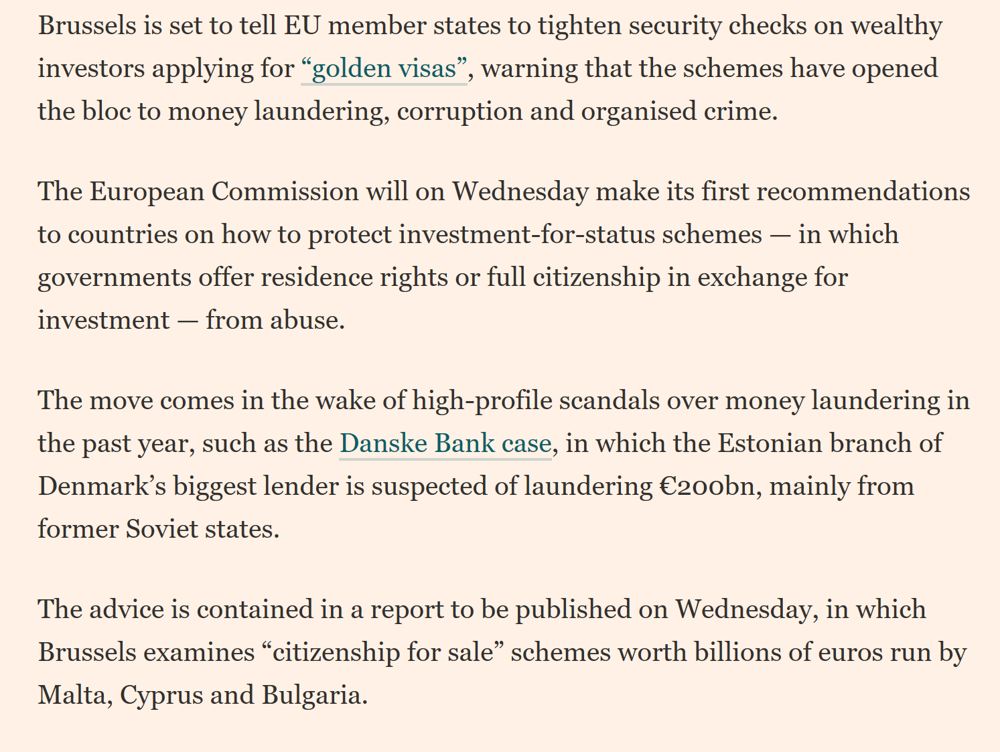 Brussels is set to tell EU member states to tighten security checks on wealthy
investors applying for “golden visas”, warning that the schemes have opened
the bloc to money laundering, corruption and organised crime.
The European Commission will on Wednesday make its first recommendations
to countries on how to protect investment-for-status schemes — in which
governments offer residence rights or full citizenship in exchange for
investment — from abuse.
The move comes in the wake of high-profile scandals over money laundering in
the past year, such as the Danske Bank case, in which the Estonian branch of
Denmark’s biggest lender is suspected of laundering €200bn, mainly from
former Soviet states.
The advice is contained in a report to be published on Wednesday, in which
Brussels examines “citizenship for sale” schemes worth billions of euros run by
Malta, Cyprus and Bulgaria.